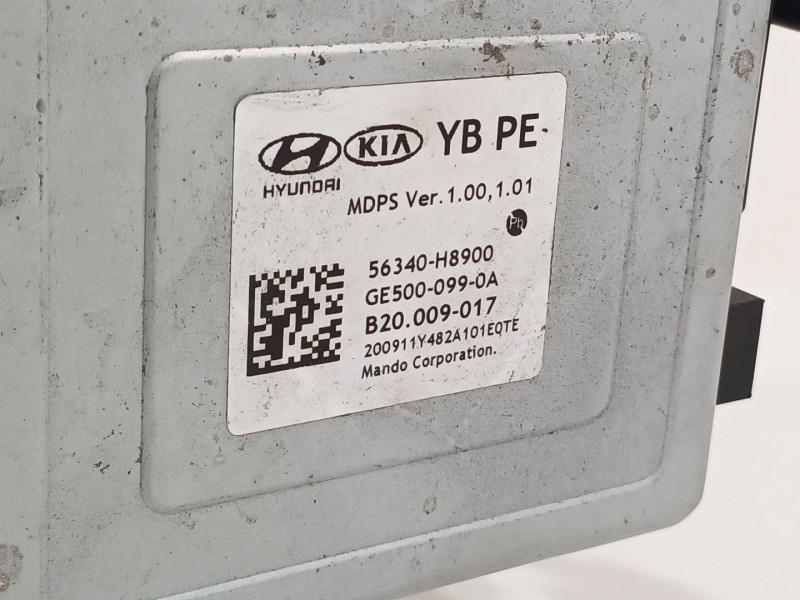 HYUNDAI KIA YB PE
MDPS Ver.1.00,1.01
Ph
56340-H8900
GE500-099-0A
B20.009-017
200911Y482A101EQTE
Mando Corporation.